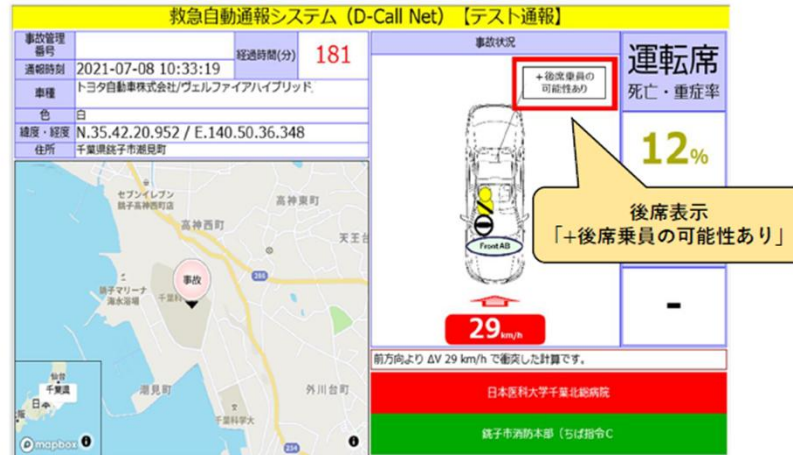 救急自動通報システム（D-Call Net）【テスト通報】
事故管理
番号
経過時間(分)
181
通報時刻
2021-07-08 10:33:19
車種
トヨタ自動車株式会社/ヴェルファイアハイブリッド
色
白
緯度・経度
N.35.42.20.952 / E.140.50.36.348
住所
千葉県銚子市潮見町
セブンイレブン
銚子高神西町店
高神東町
高神西町
天王台
286
事故
銚子マリーナ
海水浴場
千葉科
潮見町
外川台町
千葉科学大
234
仙台
千葉県
日本
mapbox
事故状況
+後席乗員の
可能性あり
FrontAB
29km/h
前方向より ΔV 29 km/h で衝突した計算です。
運転席
死亡・重症率
12%
後席表示
「+後席乗員の可能性あり」
-
日本医科大学千葉北総病院
銚子市消防本部（ちば指令C